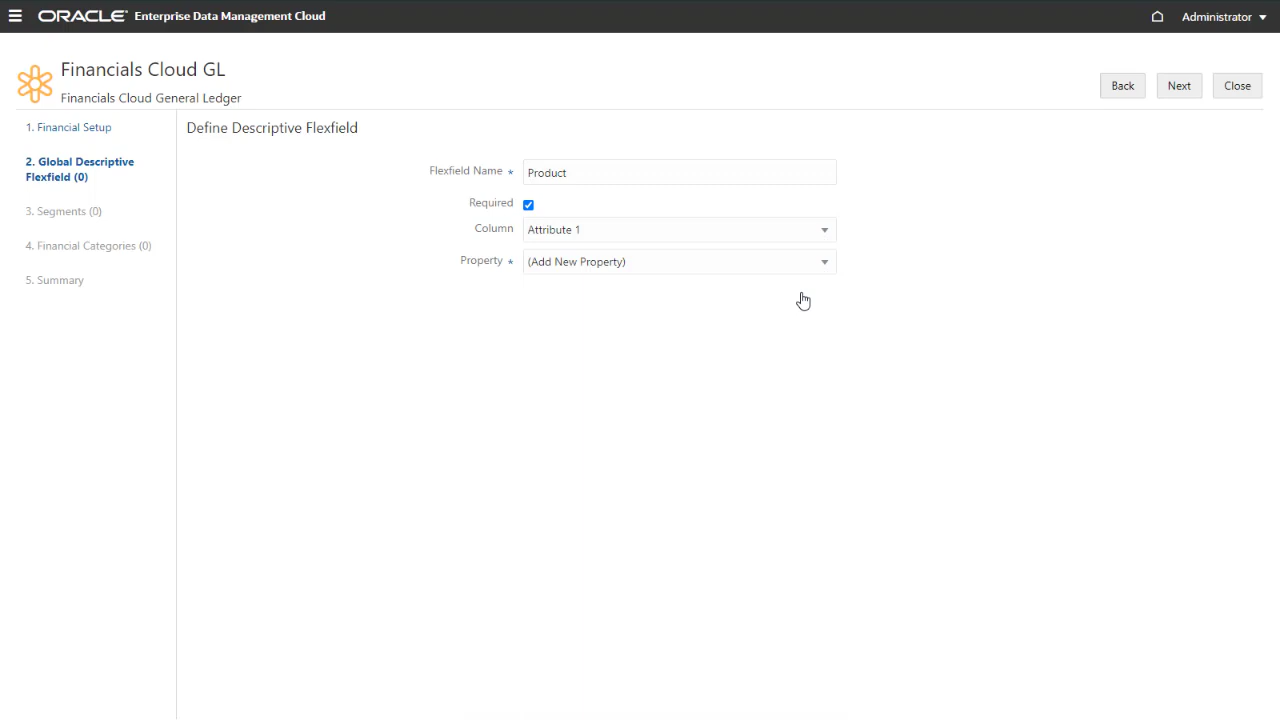 ORACLE Enterprise Data Management Cloud
Administrator
Financials Cloud GL
Financials Cloud General Ledger
Back
Next
Close
1. Financial Setup
2. Global Descriptive
Flexfield (0)
3. Segments (0)
4. Financial Categories (0)
5. Summary
Define Descriptive Flexfield
Flexfield Name * Product
Required
Column Attribute 1
Property * (Add New Property)